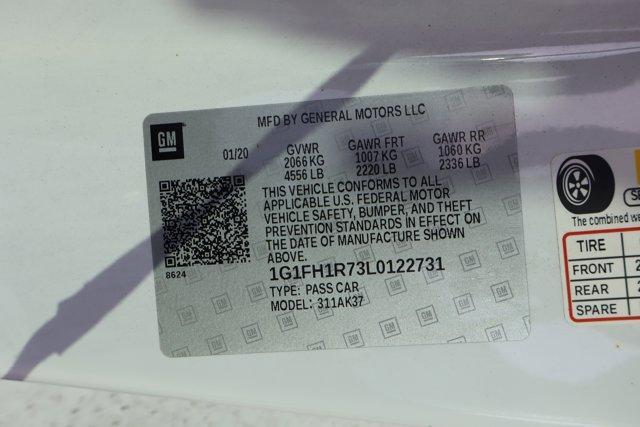 MFD BY GENERAL MOTORS LLC
GM
01/20
GVWR GAWR FRT GAWR RR
2066 KG 1007 KG 1060 KG
4556 LB 2220 LB 2336 LB
THIS VEHICLE CONFORMS TO ALL
APPLICABLE U.S. FEDERAL MOTOR
VEHICLE SAFETY, BUMPER, AND THEFT
PREVENTION STANDARDS IN EFFECT ON
THE DATE OF MANUFACTURE SHOWN
ABOVE.
8624
1G1FH1R73L0122731
TYPE: PASS CAR
MODEL: 311AK37
The combined
TIRE
FRONT
REAR
SPARE